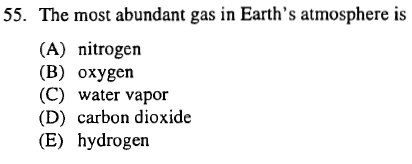 55. The most abundant gas in Earth's atmosphere is
(A) nitrogen
(B) oxygen
(C) water vapor
(D) carbon dioxide
(E) hydrogen